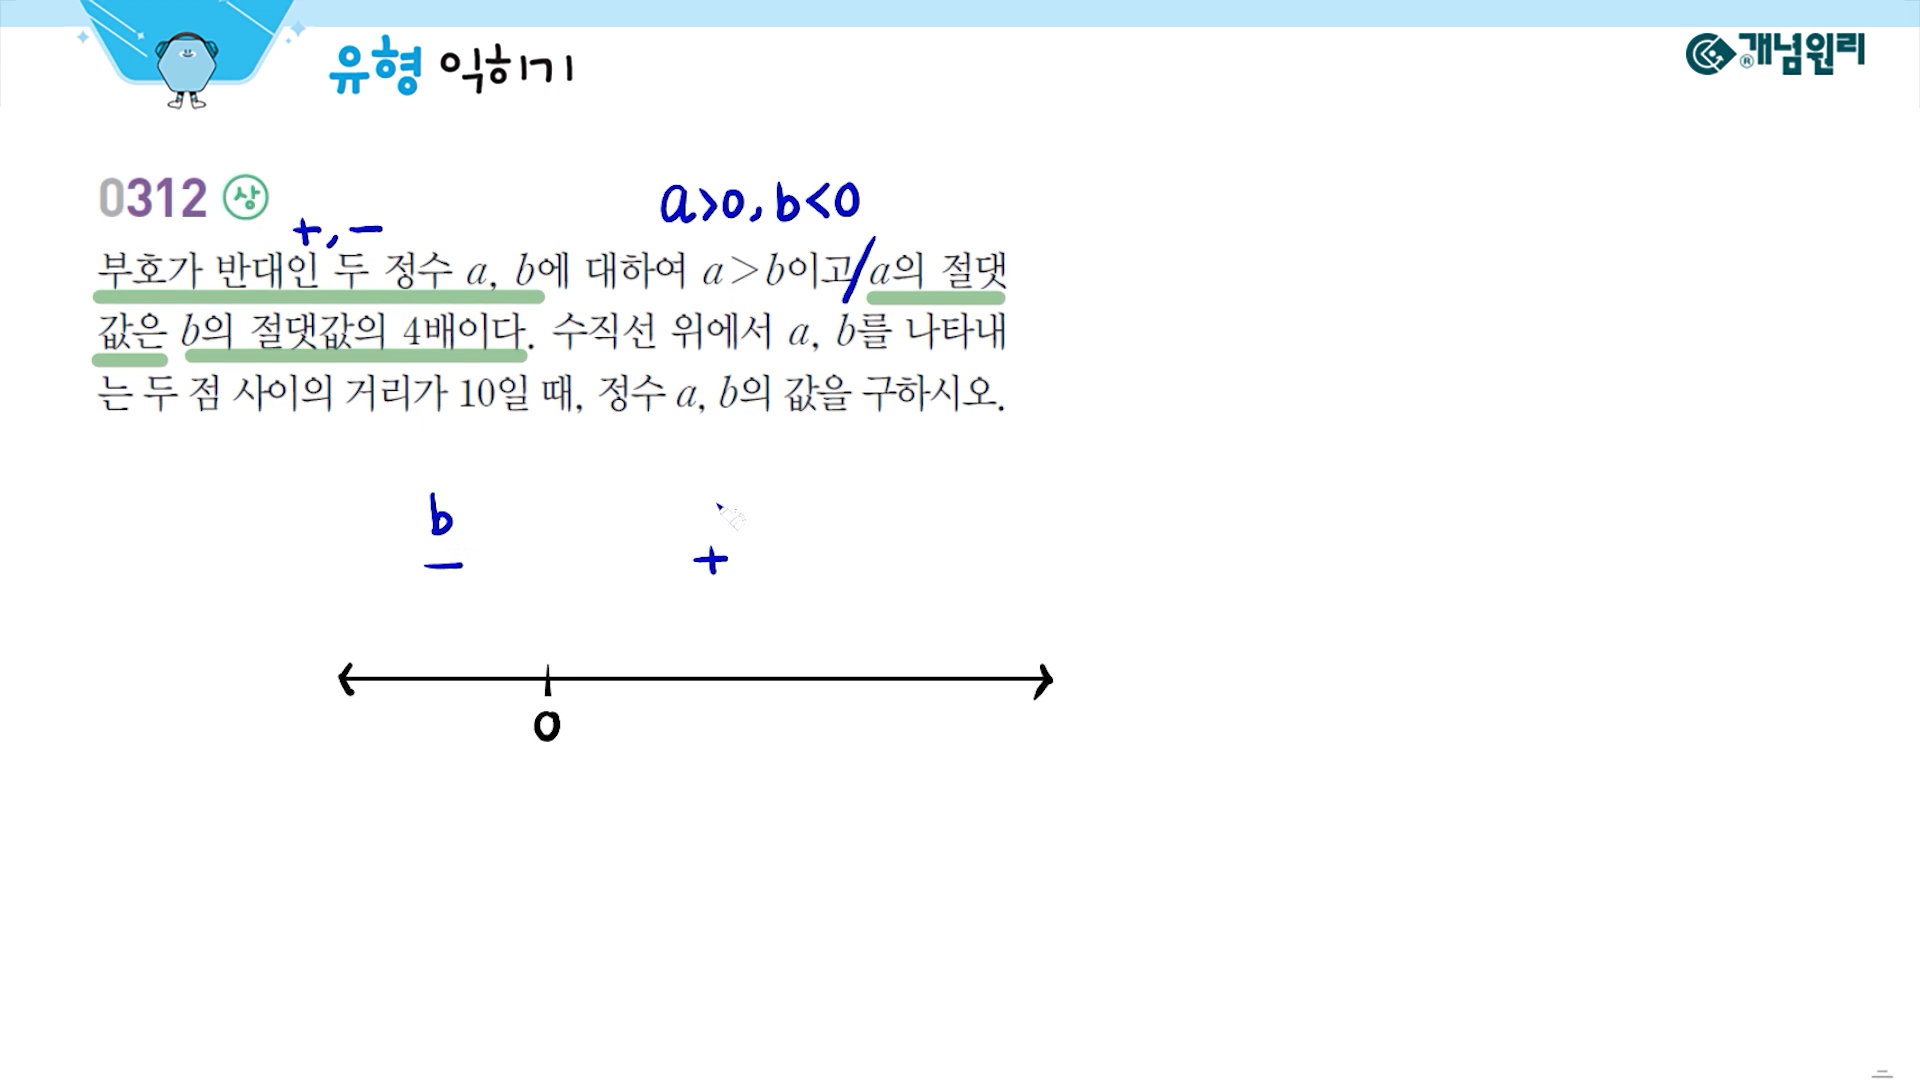 유형 익히기
개념원리®
0312 상
a>0, b<0
+, −
부호가 반대인 두 정수 a, b에 대하여 a>b이고/a의 절댓
값은 b의 절댓값의 4배이다. 수직선 위에서 a, b를 나타내
는 두 점 사이의 거리가 10일 때, 정수 a, b의 값을 구하시오.
b
− +
0